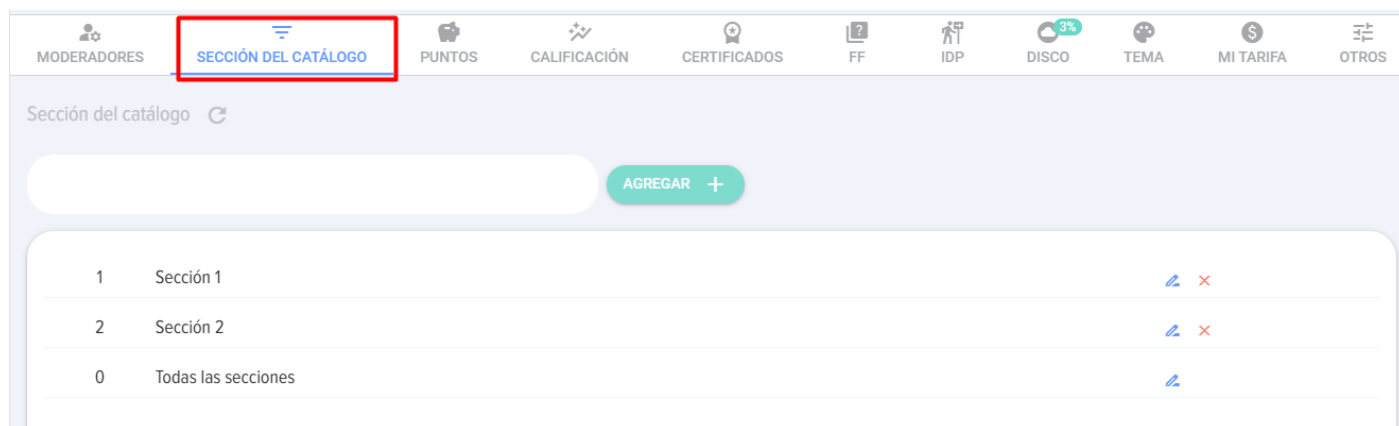 3%
MODERADORES SECCIÓN DEL CATÁLOGO PUNTOS CALIFICACIÓN CERTIFICADOS FF IDP DISCO TEMA MI TARIFA OTROS
Sección del catálogo
AGREGAR +
1 Sección 1
2 Sección 2
0 Todas las secciones